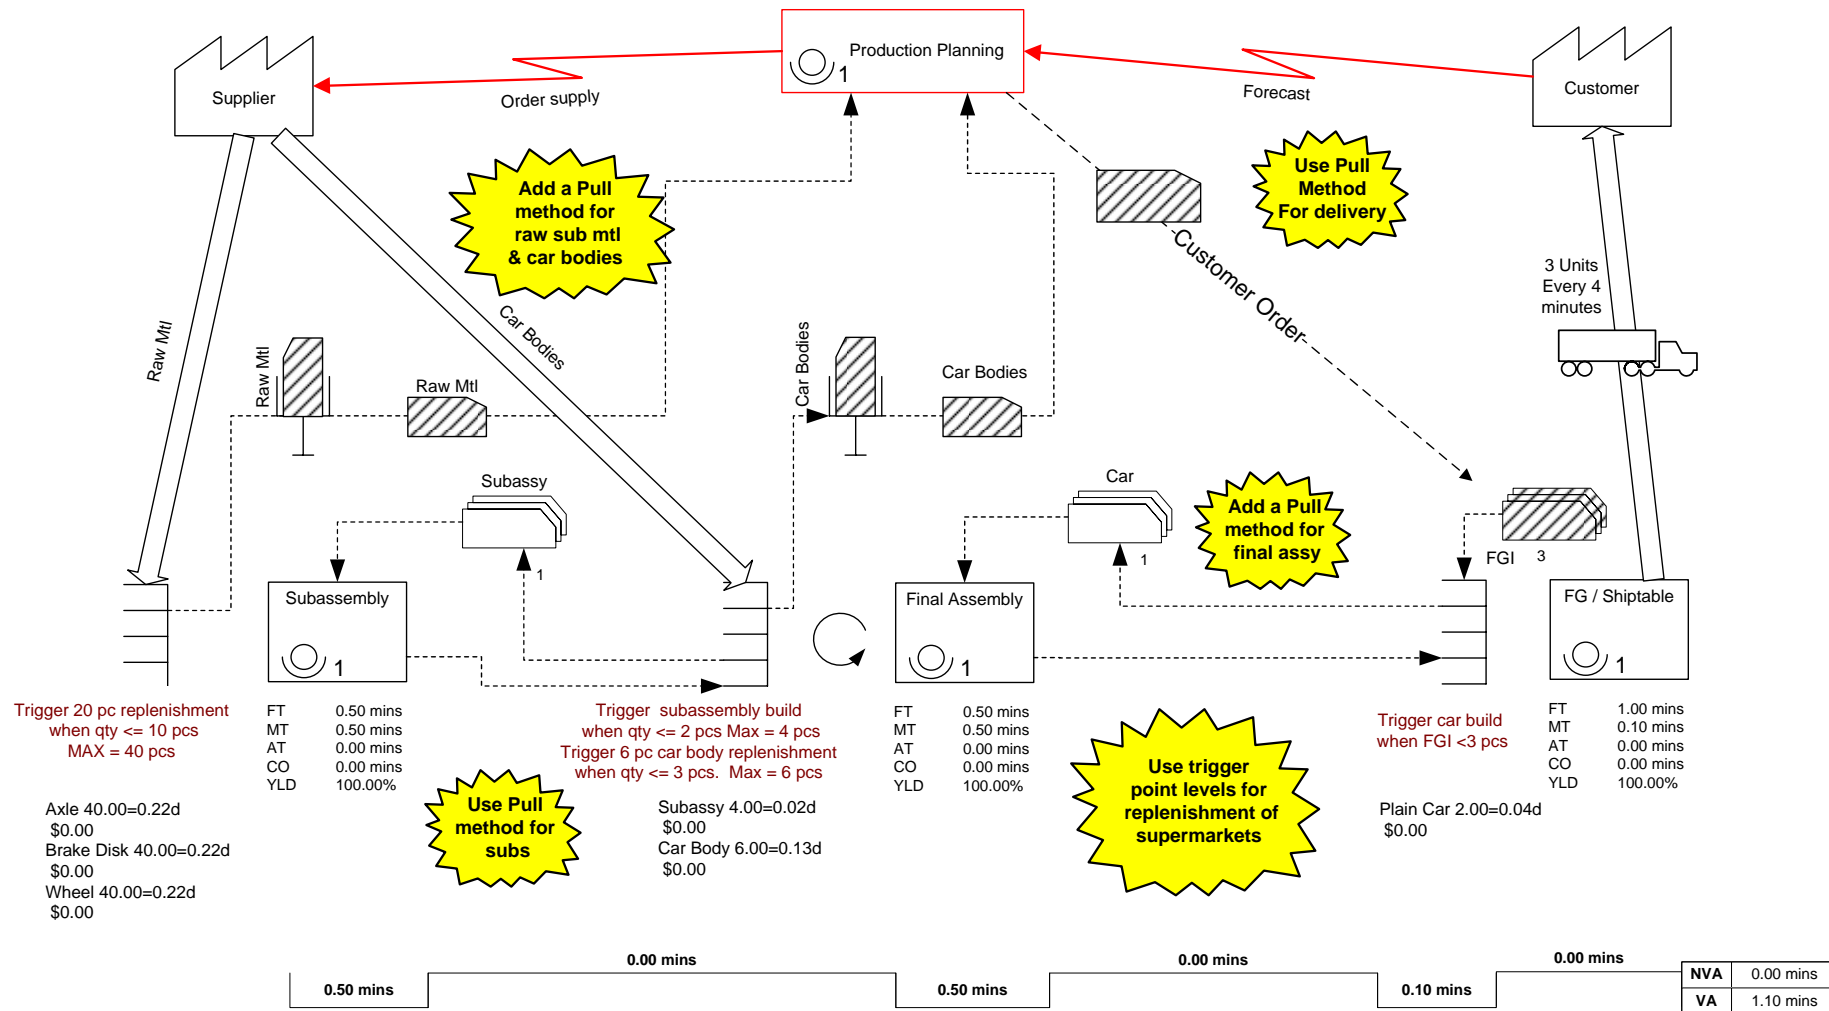 Production Planning
1
Supplier
Customer
Order supply
Forecast
Add a Pull
method for
raw sub mtl
& car bodies
Use Pull
Method
For delivery
Customer Order
3 Units
Every 4
minutes
Raw Mtl
Car Bodies
Raw Mtl
Raw Mtl
Car Bodies
Car Bodies
Subassy
1
Car
1
Add a Pull
method for
final assy
FGI 3
Subassembly
1
Final Assembly
1
FG / Shiptable
1
Trigger 20 pc replenishment
when qty <= 10 pcs
MAX = 40 pcs
FT 0.50 mins
MT 0.50 mins
AT 0.00 mins
CO 0.00 mins
YLD 100.00%
Trigger subassembly build
when qty <= 2 pcs Max = 4 pcs
Trigger 6 pc car body replenishment
when qty <= 3 pcs. Max = 6 pcs
FT 0.50 mins
MT 0.50 mins
AT 0.00 mins
CO 0.00 mins
YLD 100.00%
Trigger car build
when FGI <3 pcs
FT 1.00 mins
MT 0.10 mins
AT 0.00 mins
CO 0.00 mins
YLD 100.00%
Axle 40.00=0.22d
$0.00
Brake Disk 40.00=0.22d
$0.00
Wheel 40.00=0.22d
$0.00
Use Pull
method for
subs
Subassy 4.00=0.02d
$0.00
Car Body 6.00=0.13d
$0.00
Use trigger
point levels for
replenishment of
supermarkets
Plain Car 2.00=0.04d
$0.00
0.50 mins
0.00 mins
0.50 mins
0.00 mins
0.10 mins
0.00 mins
NVA 0.00 mins
VA 1.10 mins